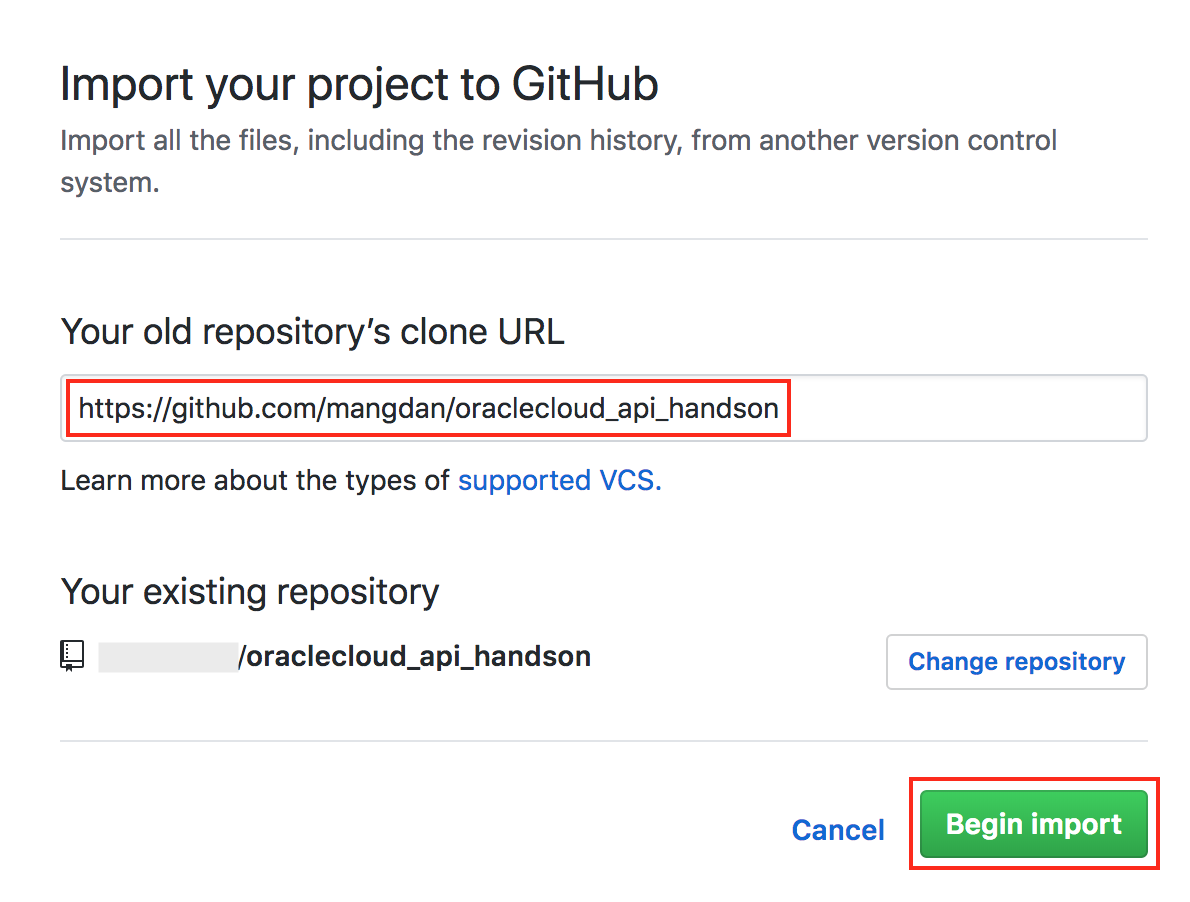 Import your project to GitHub
Import all the files, including the revision history, from another version control
system.
Your old repository’s clone URL
https://github.com/mangdan/oraclecloud_api_handson
Learn more about the types of supported VCS.
Your existing repository
/oraclecloud_api_handson
Change repository
Cancel
Begin import